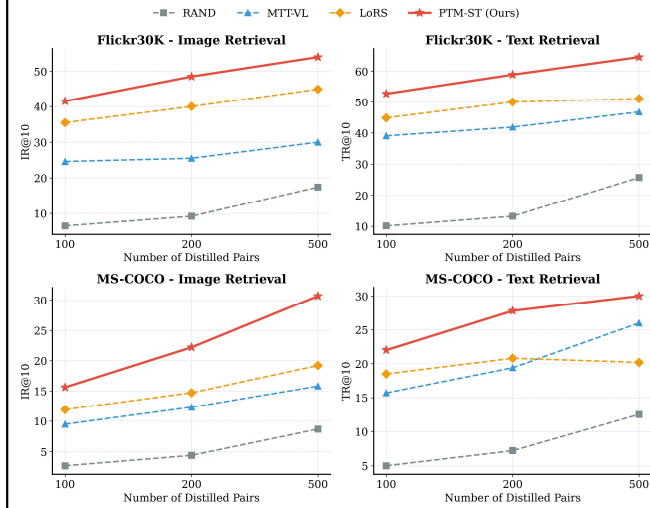 RAND MTT-VL LoRS PTM-ST (Ours)
Flickr30K - Image Retrieval
50
40
30
20
10
IR@10
100 200 500
Number of Distilled Pairs
Flickr30K - Text Retrieval
60
50
40
30
20
10
TR@10
100 200 500
Number of Distilled Pairs
MS-COCO - Image Retrieval
30
25
20
15
10
5
IR@10
100 200 500
Number of Distilled Pairs
MS-COCO - Text Retrieval
30
25
20
15
10
5
TR@10
100 200 500
Number of Distilled Pairs